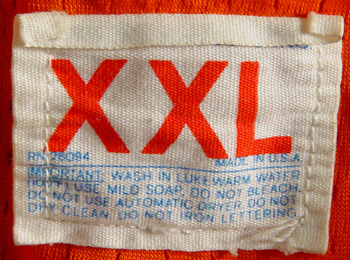 XXL
RN 28094 MADE IN U.S.A.
IMPORTANT. WASH IN LUKEWARM WATER
USE MILD SOAP. DO NOT BLEACH.
DO NOT USE AUTOMATIC DRYER DO NOT
DRY CLEAN. DO NOT IRON LETTERING